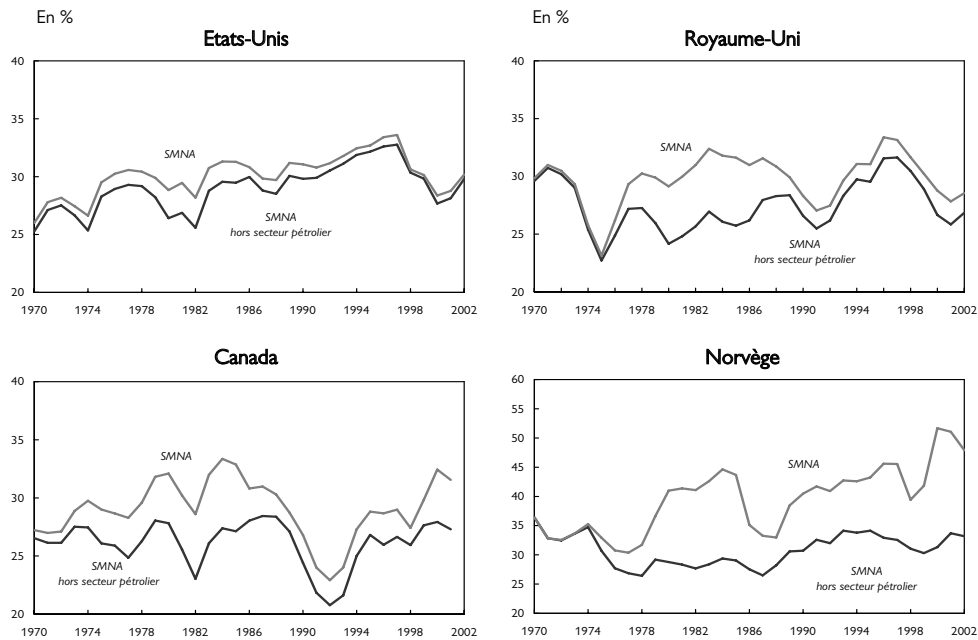 En %
Etats-Unis
40
35
30
25
20
SMNA
SMNA
hors secteur pétrolier
1970 1974 1978 1982 1986 1990 1994 1998 2002
En %
Royaume-Uni
40
35
30
25
20
SMNA
SMNA
hors secteur pétrolier
1970 1974 1978 1982 1986 1990 1994 1998 2002
Canada
40
35
30
25
20
SMNA
SMNA
hors secteur pétrolier
1970 1974 1978 1982 1986 1990 1994 1998 2002
Norvège
60
55
50
45
40
35
30
25
20
SMNA
SMNA
hors secteur pétrolier
1970 1974 1978 1982 1986 1990 1994 1998 2002